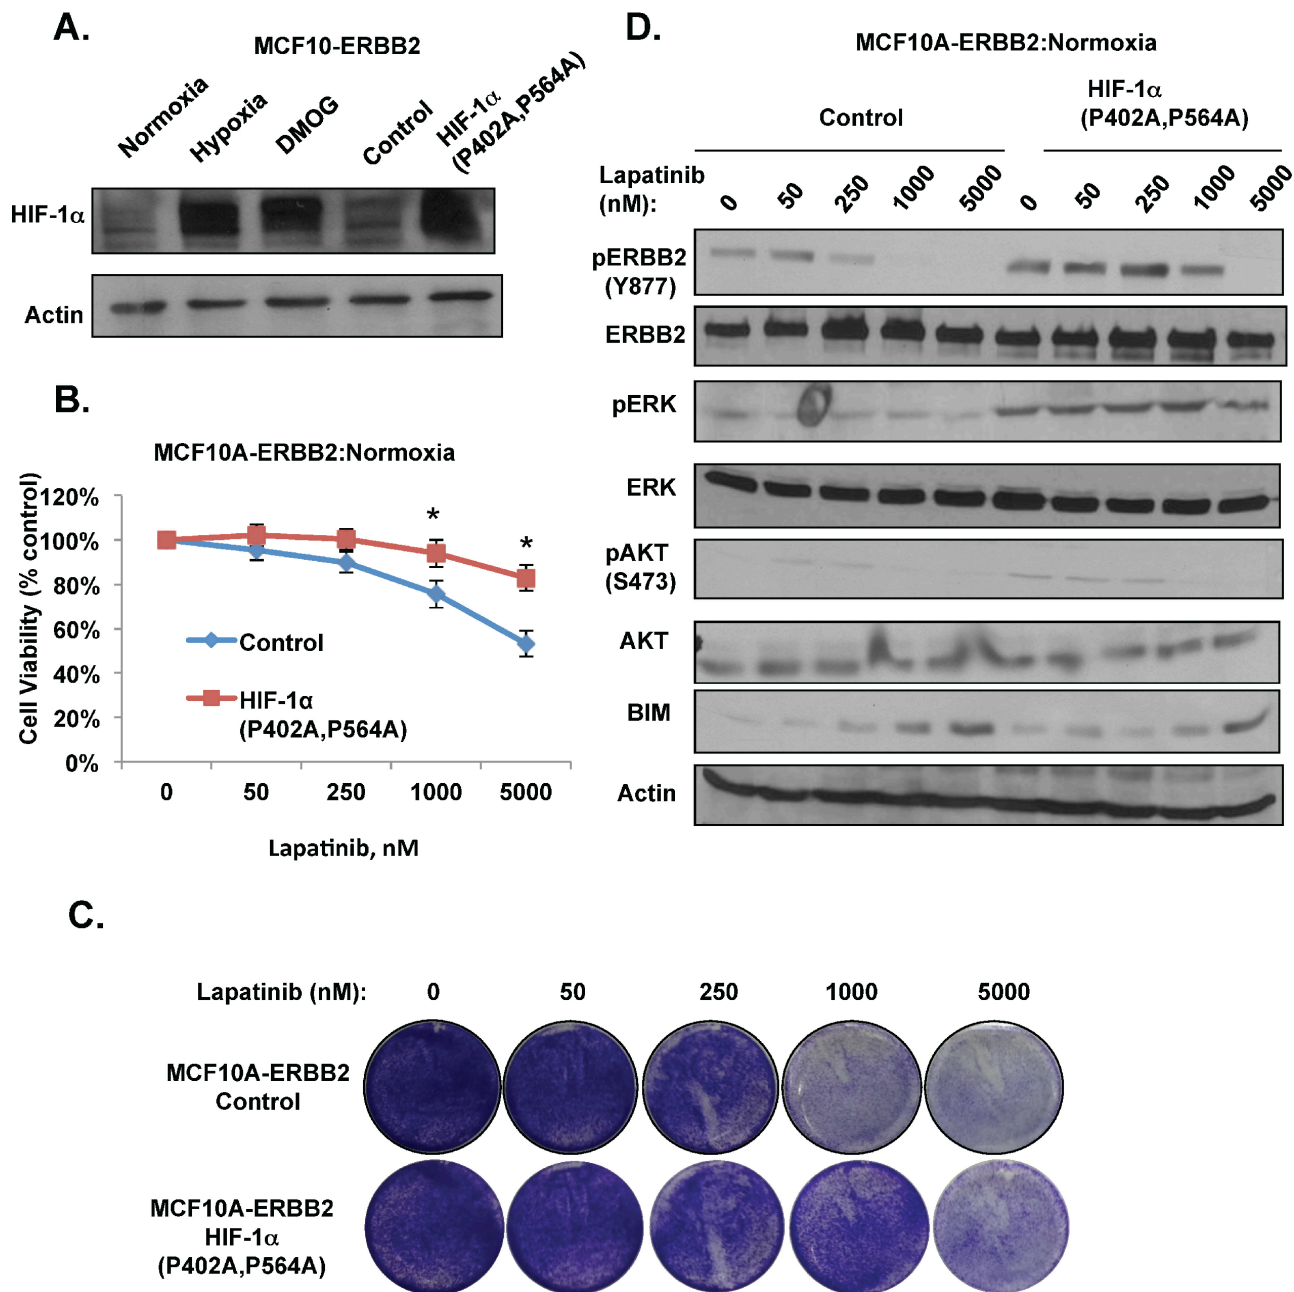 A.
MCF10-ERBB2
Normoxia
Hypoxia
DMOG
Control
HIF-1α
(P402A,P564A)
HIF-1α
Actin
B.
MCF10A-ERBB2:Normoxia
Cell Viability (% control)
120%
100%
80%
60%
40%
20%
0%
*
*
Control
HIF-1α
(P402A,P564A)
0 50 250 1000 5000
Lapatinib, nM
D.
MCF10A-ERBB2:Normoxia
Control
HIF-1α
(P402A,P564A)
Lapatinib
(nM):
0 50 250 1000 5000 0 50 250 1000 5000
pERBB2
(Y877)
ERBB2
pERK
ERK
pAKT
(S473)
AKT
BIM
Actin
C.
Lapatinib (nM): 0 50 250 1000 5000
MCF10A-ERBB2
Control
MCF10A-ERBB2
HIF-1α
(P402A,P564A)